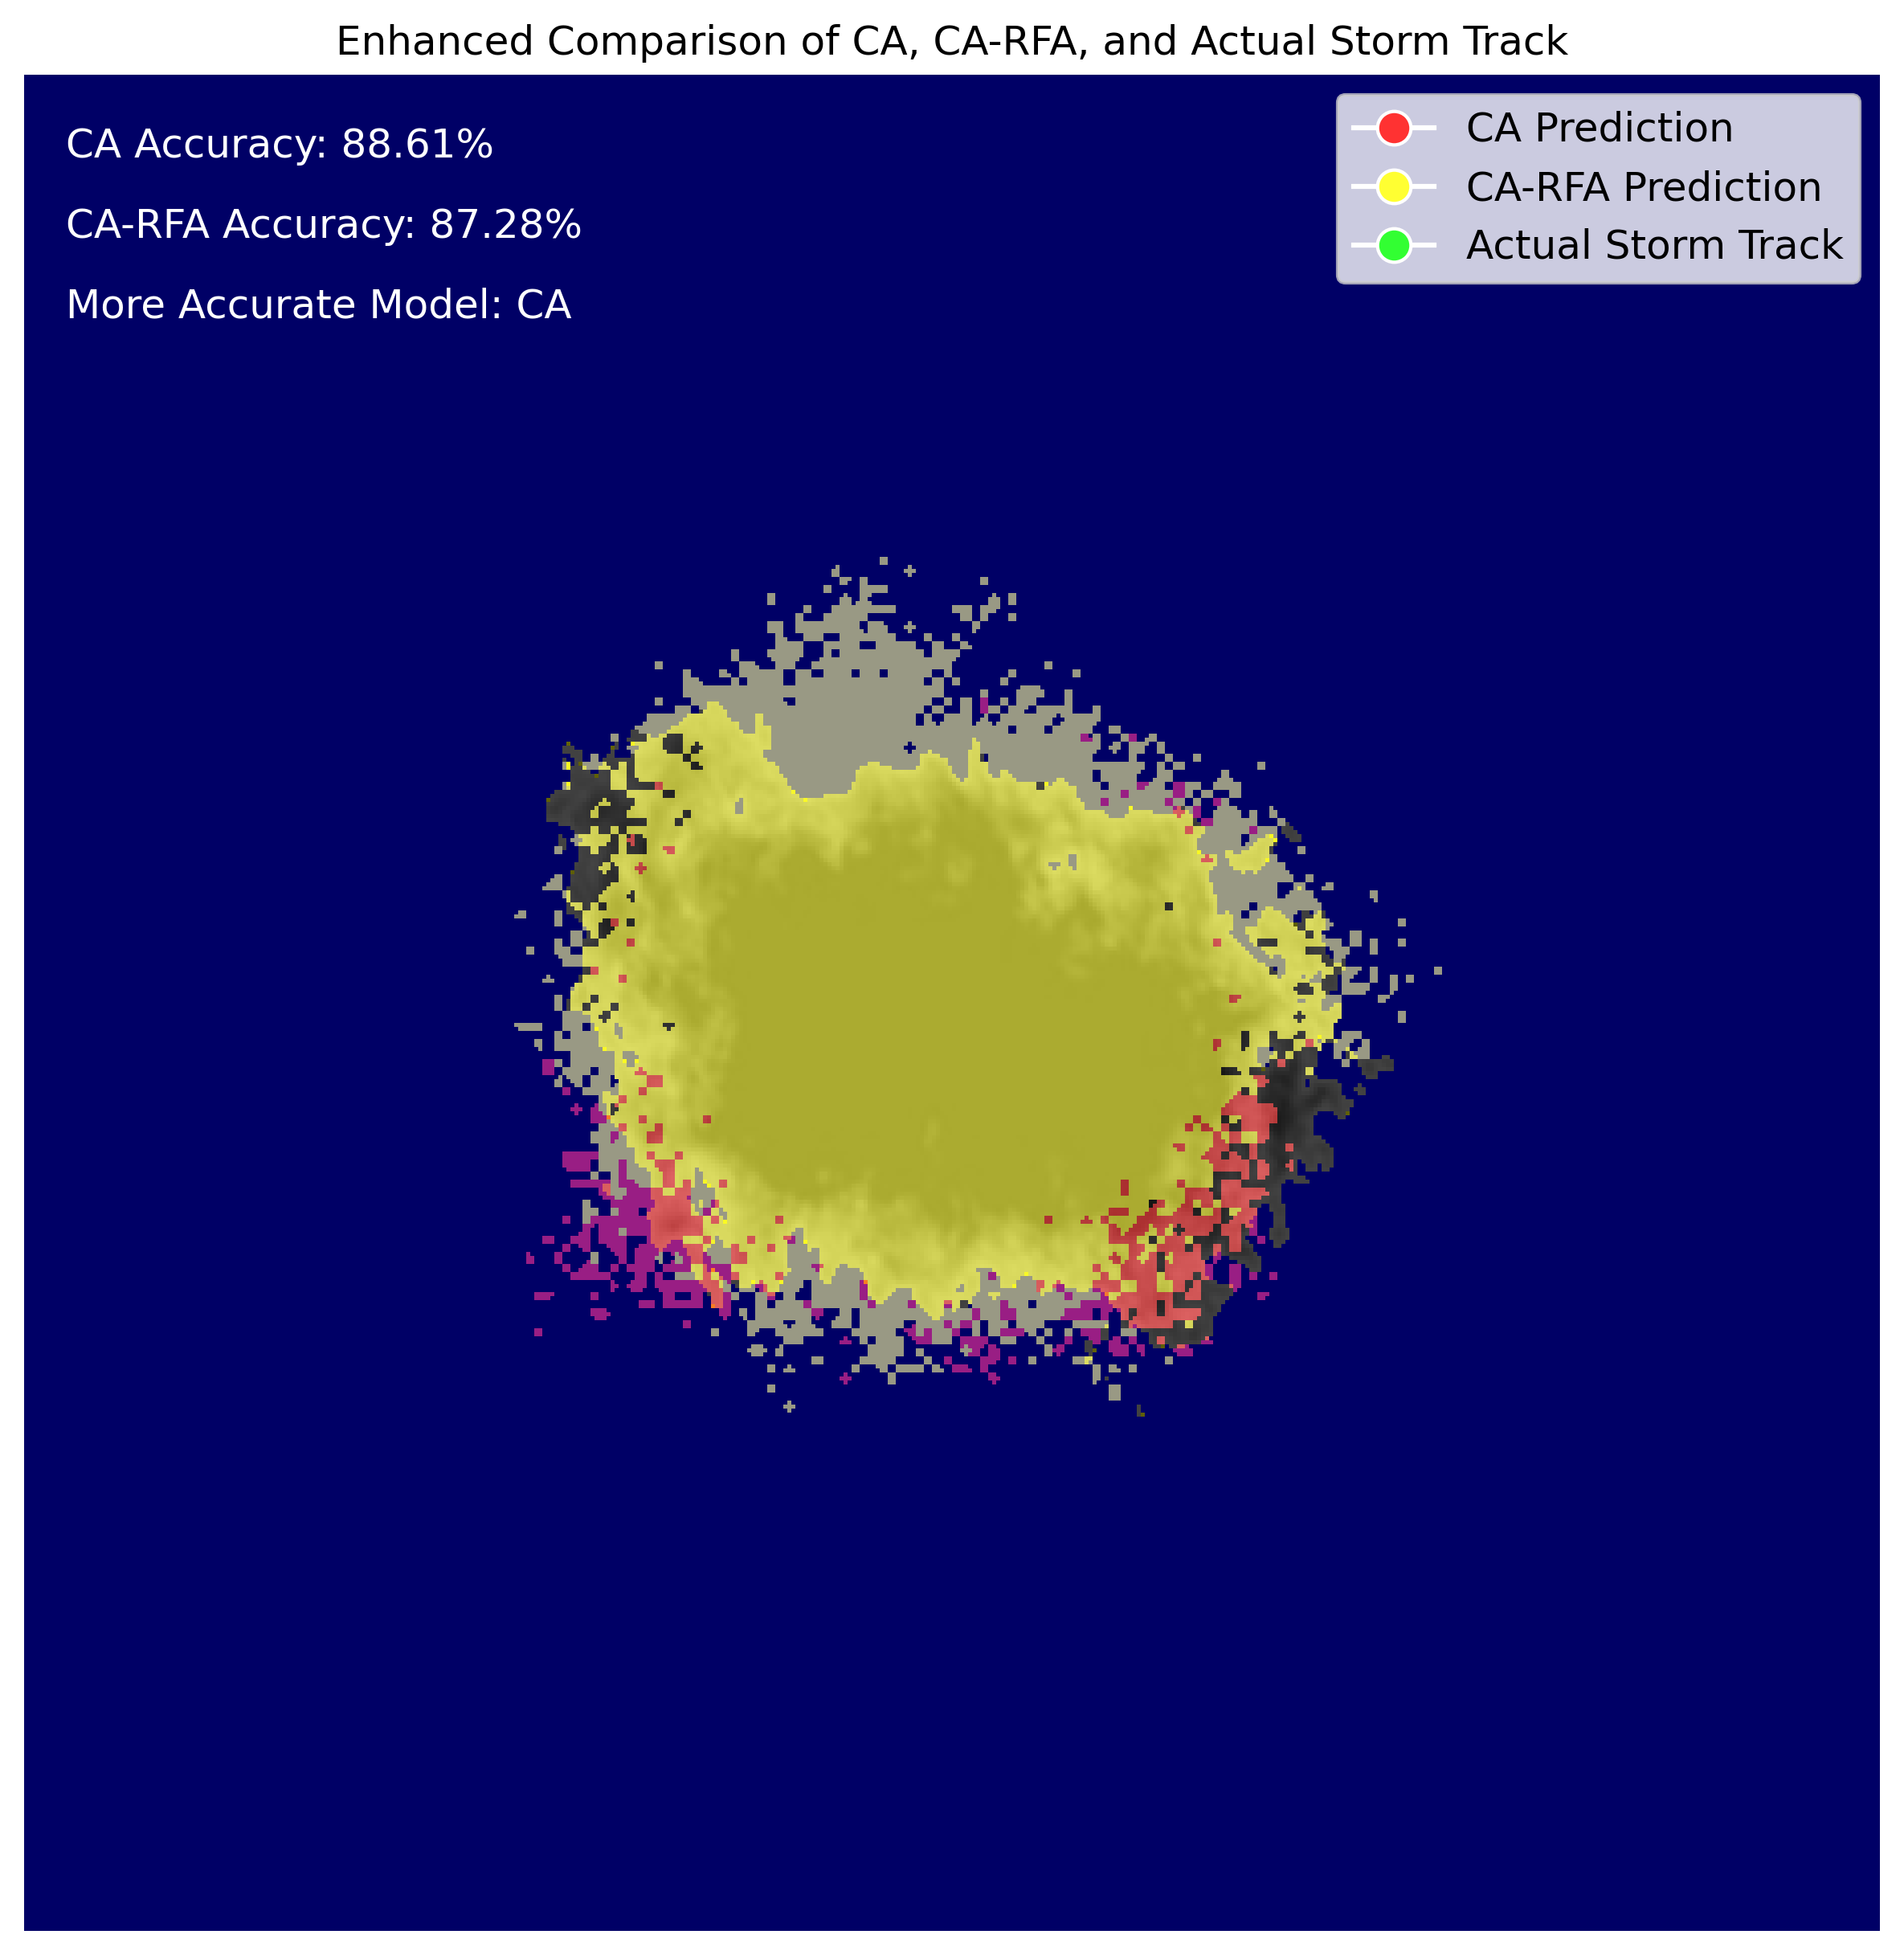 Enhanced Comparison of CA, CA-RFA, and Actual Storm Track
CA Accuracy: 88.61%
CA-RFA Accuracy: 87.28%
More Accurate Model: CA
CA Prediction
CA-RFA Prediction
Actual Storm Track